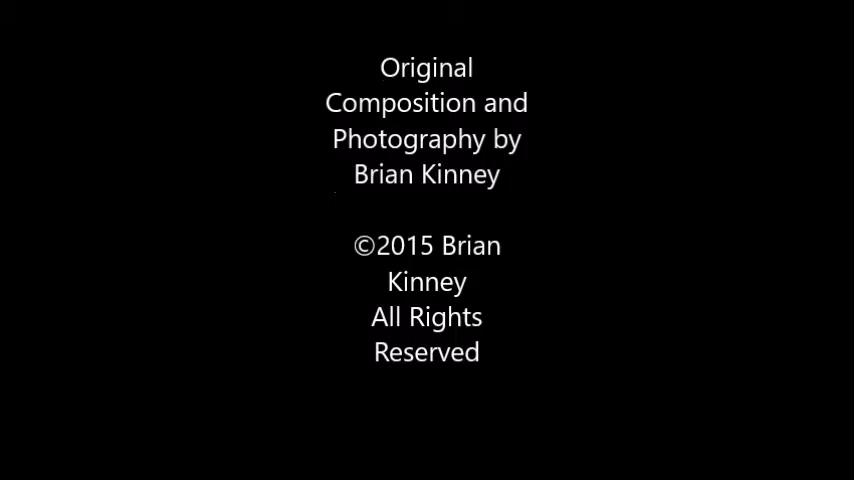 Original
Composition and
Photography by
Brian Kinney
©2015 Brian
Kinney
All Rights
Reserved